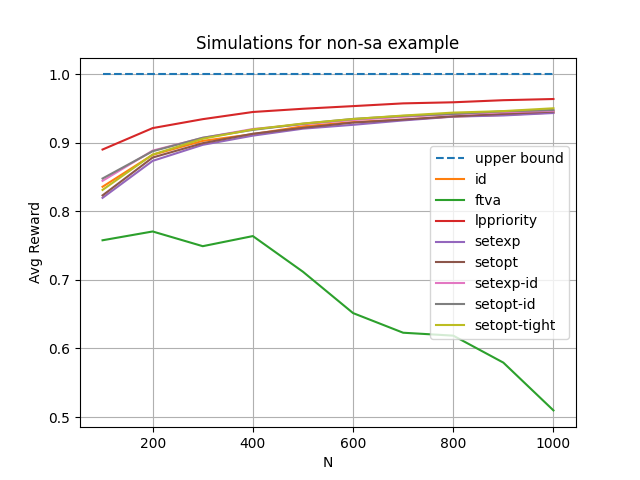 Simulations for non-sa example
1.0
0.9
0.8
0.7
0.6
0.5
Avg Reward
200 400 600 800 1000
N
upper bound
id
ftva
lppriority
setexp
setopt
setexp-id
setopt-id
setopt-tight